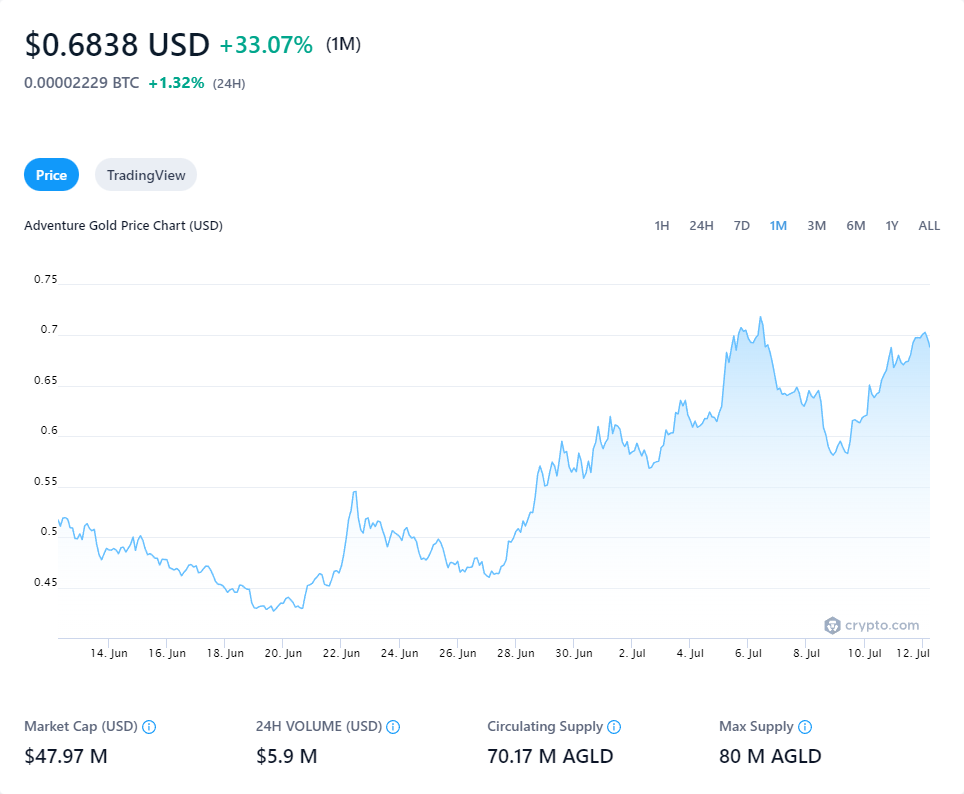 $0.6838 USD +33.07% (1M)
0.00002229 BTC +1.32% (24H)
Price TradingView
Adventure Gold Price Chart (USD) 1H 24H 7D 1M 3M 6M 1Y ALL
0.75
0.7
0.65
0.6
0.55
0.5
0.45
crypto.com
14. Jun 16. Jun 18. Jun 20. Jun 22. Jun 24. Jun 26. Jun 28. Jun 30. Jun 2. Jul 4. Jul 6. Jul 8. Jul 10. Jul 12. Jul
Market Cap (USD) 24H VOLUME (USD) Circulating Supply Max Supply
$47.97 M $5.9 M 70.17 M AGLD 80 M AGLD